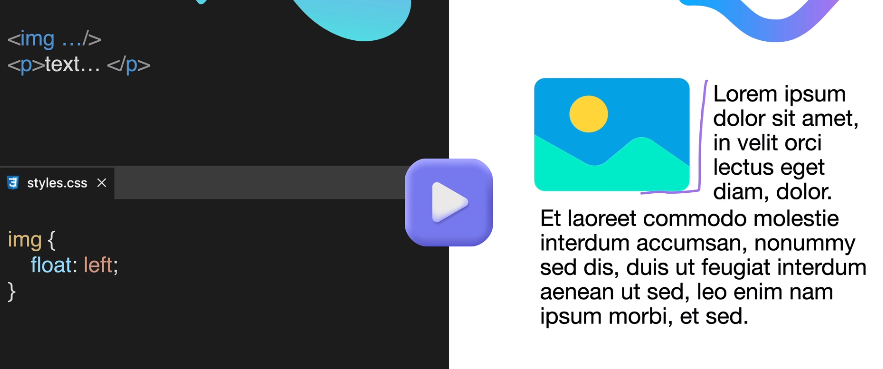 <img …/>
<p>text… </p>
styles.css
img {
float: left;
}
Lorem ipsum
dolor sit amet,
in velit orci
lectus eget
diam, dolor.
Et laoreet commodo molestie
interdum accumsan, nonummy
sed dis, duis ut feugiat interdum
aenean ut sed, leo enim nam
ipsum morbi, et sed.